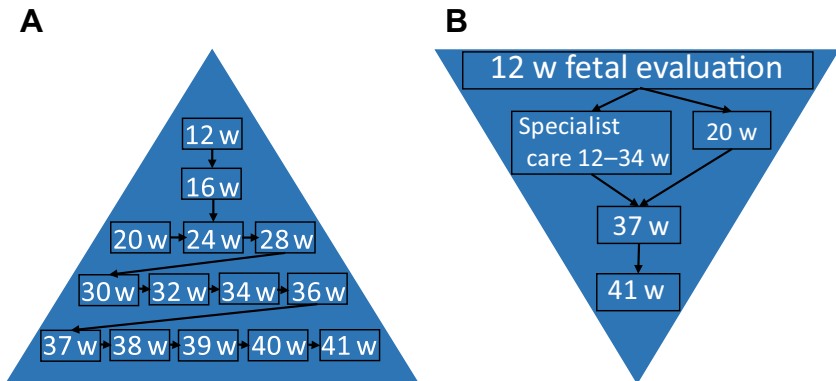 A
12 w
16 w
20 w 24 w 28 w
30 w 32 w 34 w 36 w
37 w 38 w 39 w 40 w 41 w
B
12 w fetal evaluation
Specialist
care 12–34 w
20 w
37 w
41 w